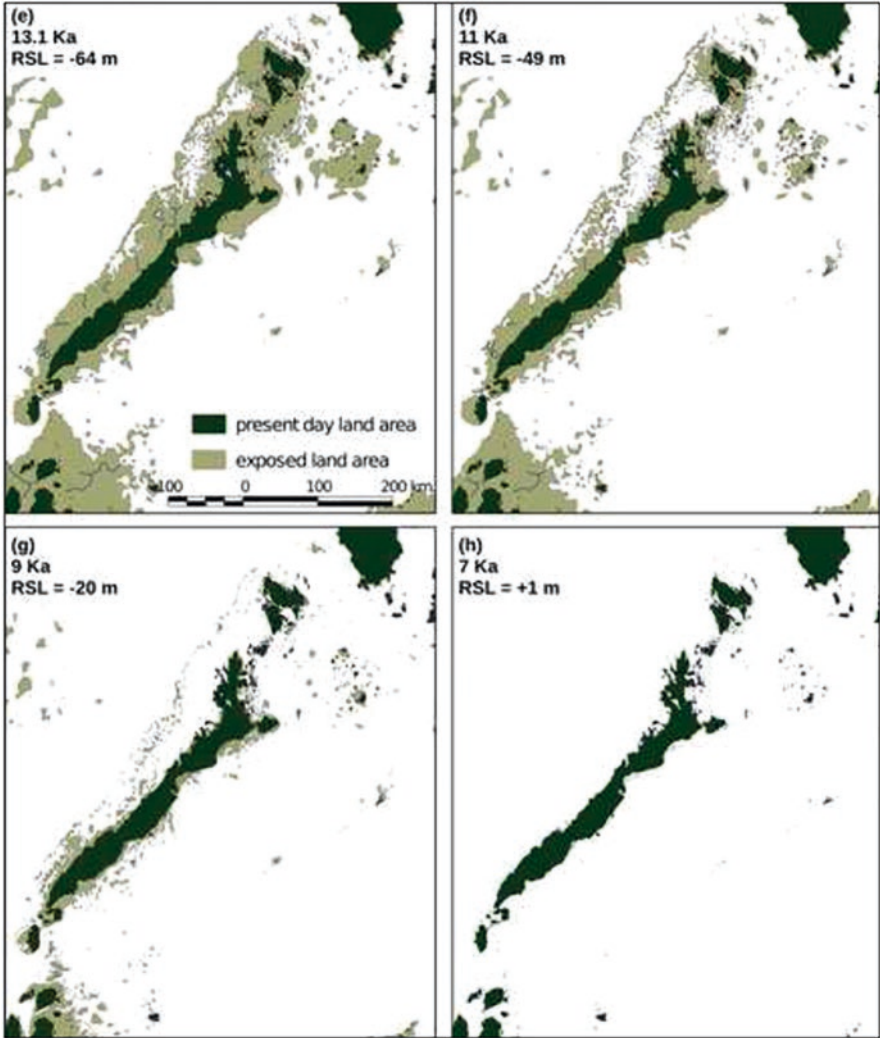 (e)
13.1 Ka
RSL = -64 m
present day land area
exposed land area
100 0 100 200 km
(f)
11 Ka
RSL = -49 m
(g)
9 Ka
RSL = -20 m
(h)
7 Ka
RSL = +1 m